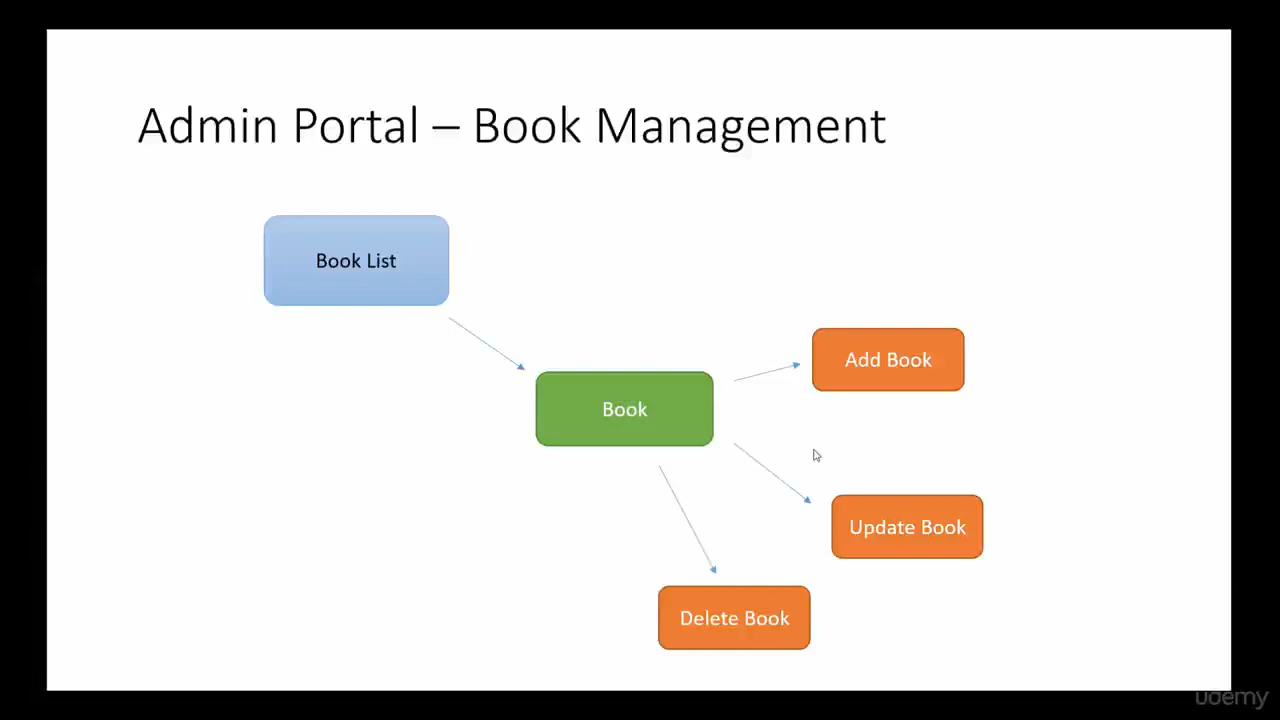 Admin Portal – Book Management
Book List
Add Book
Book
Update Book
Delete Book
udemy